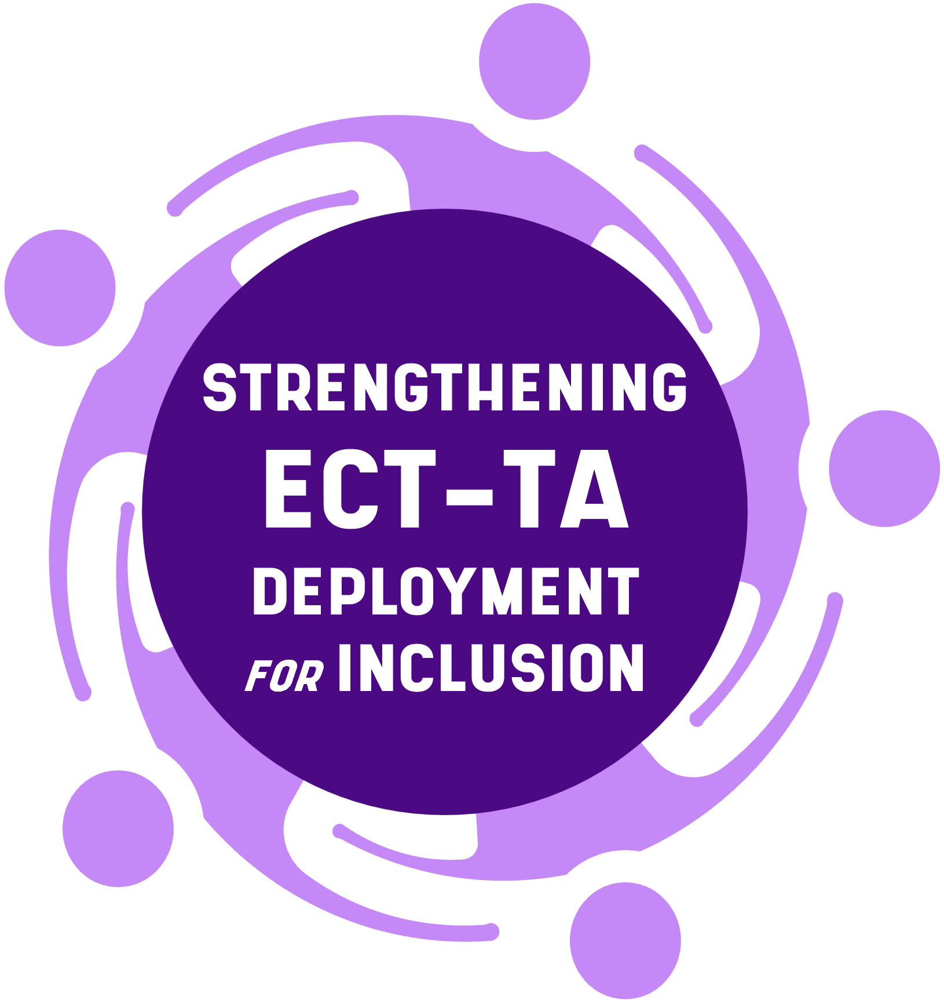 STRENGTHENING
ECT-TA
DEPLOYMENT
FOR INCLUSION